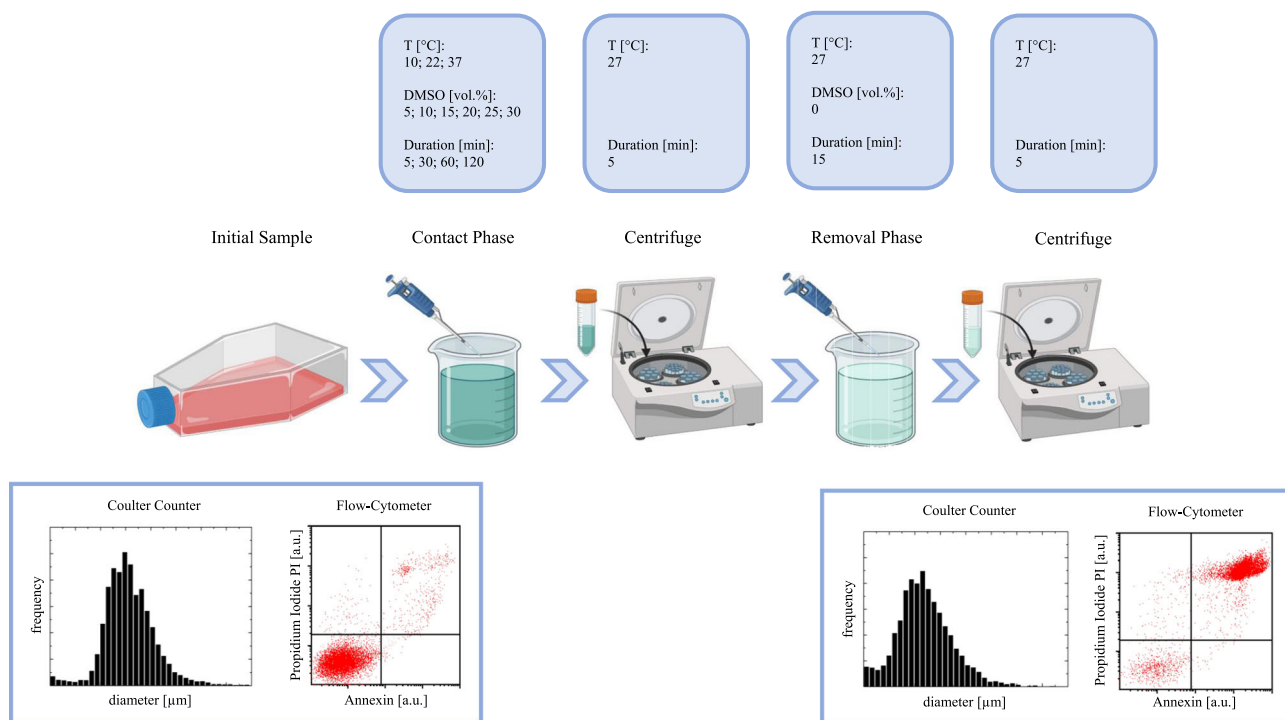 T [°C]:
10; 22; 37
DMSO [vol.%]:
5; 10; 15; 20; 25; 30
Duration [min]:
5; 30; 60; 120
T [°C]:
27
Duration [min]:
5
T [°C]:
27
DMSO [vol.%]:
0
Duration [min]:
15
T [°C]:
27
Duration [min]:
5
Initial Sample
Contact Phase
Centrifuge
Removal Phase
Centrifuge
Coulter Counter
frequency
diameter [µm]
Flow-Cytometer
Propidium Iodide PI [a.u.]
Annexin [a.u.]
Coulter Counter
frequency
diameter [µm]
Flow-Cytometer
Propidium Iodide PI [a.u.]
Annexin [a.u.]